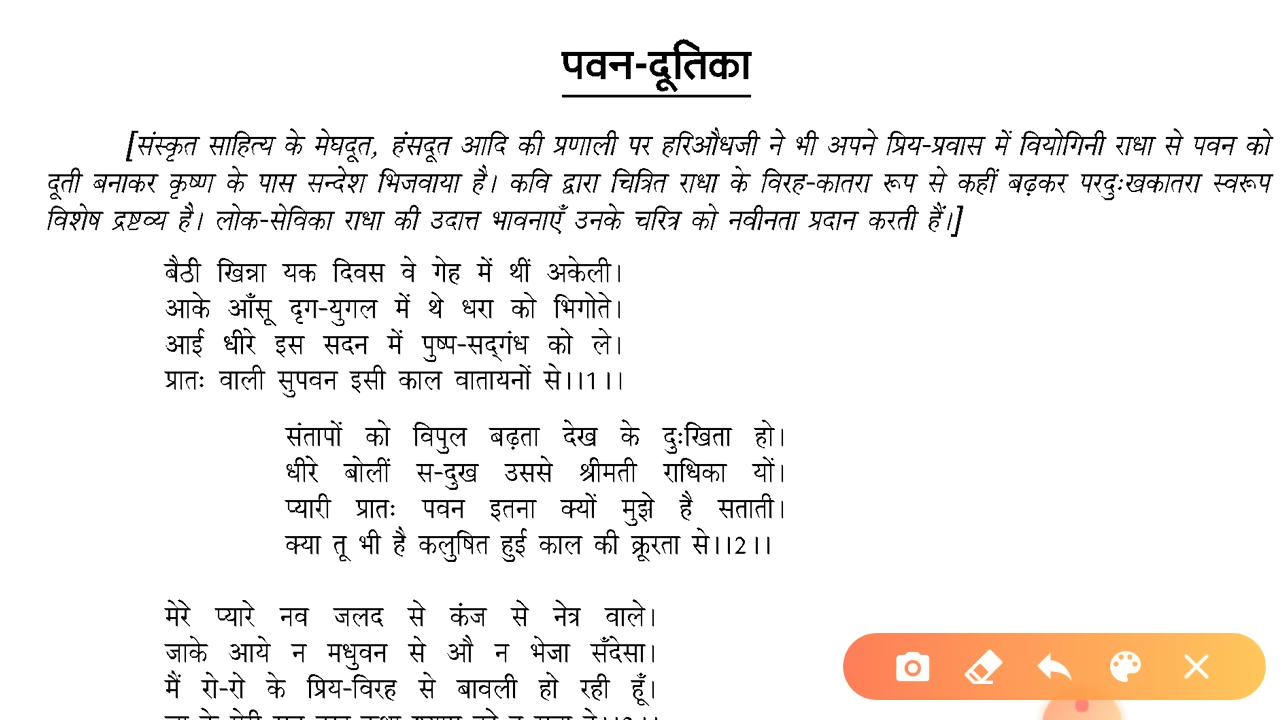 पवन-दूतिका
[संस्कृत साहित्य के मेघदूत, हंसदूत आदि की प्रणाली पर हरिऔधजी ने भी अपने प्रिय-प्रवास में वियोगिनी राधा से पवन को
दूती बनाकर कृष्ण के पास सन्देश भिजवाया है। कवि द्वारा चित्रित राधा के विरह-कातरा रूप से कहीं बढ़कर परदुःखकातरा स्वरूप
विशेष द्रष्टव्य है। लोक-सेविका राधा की उदात्त भावनाएँ उनके चरित्र को नवीनता प्रदान करती हैं।]
बैठी खिन्ना यक दिवस वे गेह में थीं अकेली।
आके आँसू दृग-युगल में थे धरा को भिगोते।
आई धीरे इस सदन में पुष्प-सद्‌गंध को ले।
प्रातः वाली सुपवन इसी काल वातायनों से।।1।।
संतापों को विपुल बढ़ता देख के दुःखिता हो।
धीरे बोलीं स-दुख उससे श्रीमती राधिका यों।
प्यारी प्रातः पवन इतना क्यों मुझे है सताती।
क्या तू भी है कलुषित हुई काल की क्रूरता से।।2।।
मेरे प्यारे नव जलद से कंज से नेत्र वाले।
जाके आये न मधुवन से औ न भेजा सँदेसा।
मैं रो-रो के प्रिय-विरह से बावली हो रही हूँ।